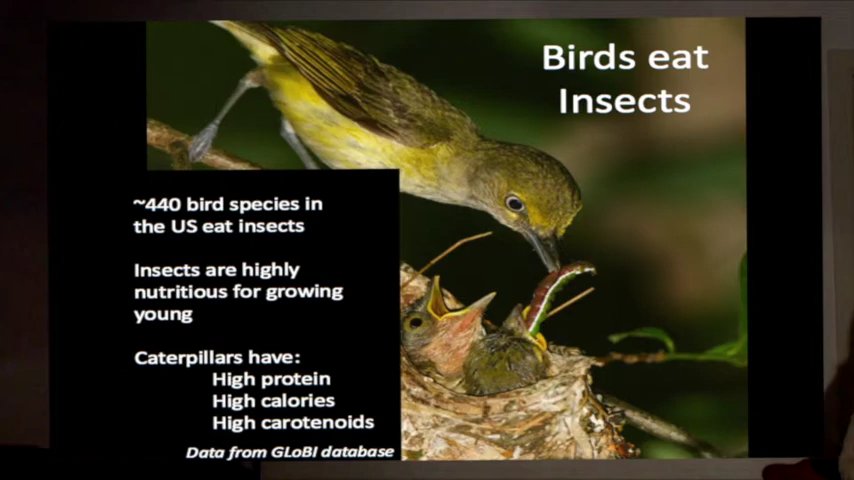 Birds eat
Insects
~440 bird species in
the US eat insects
Insects are highly
nutritious for growing
young
Caterpillars have:
High protein
High calories
High carotenoids
Data from GLoBI database